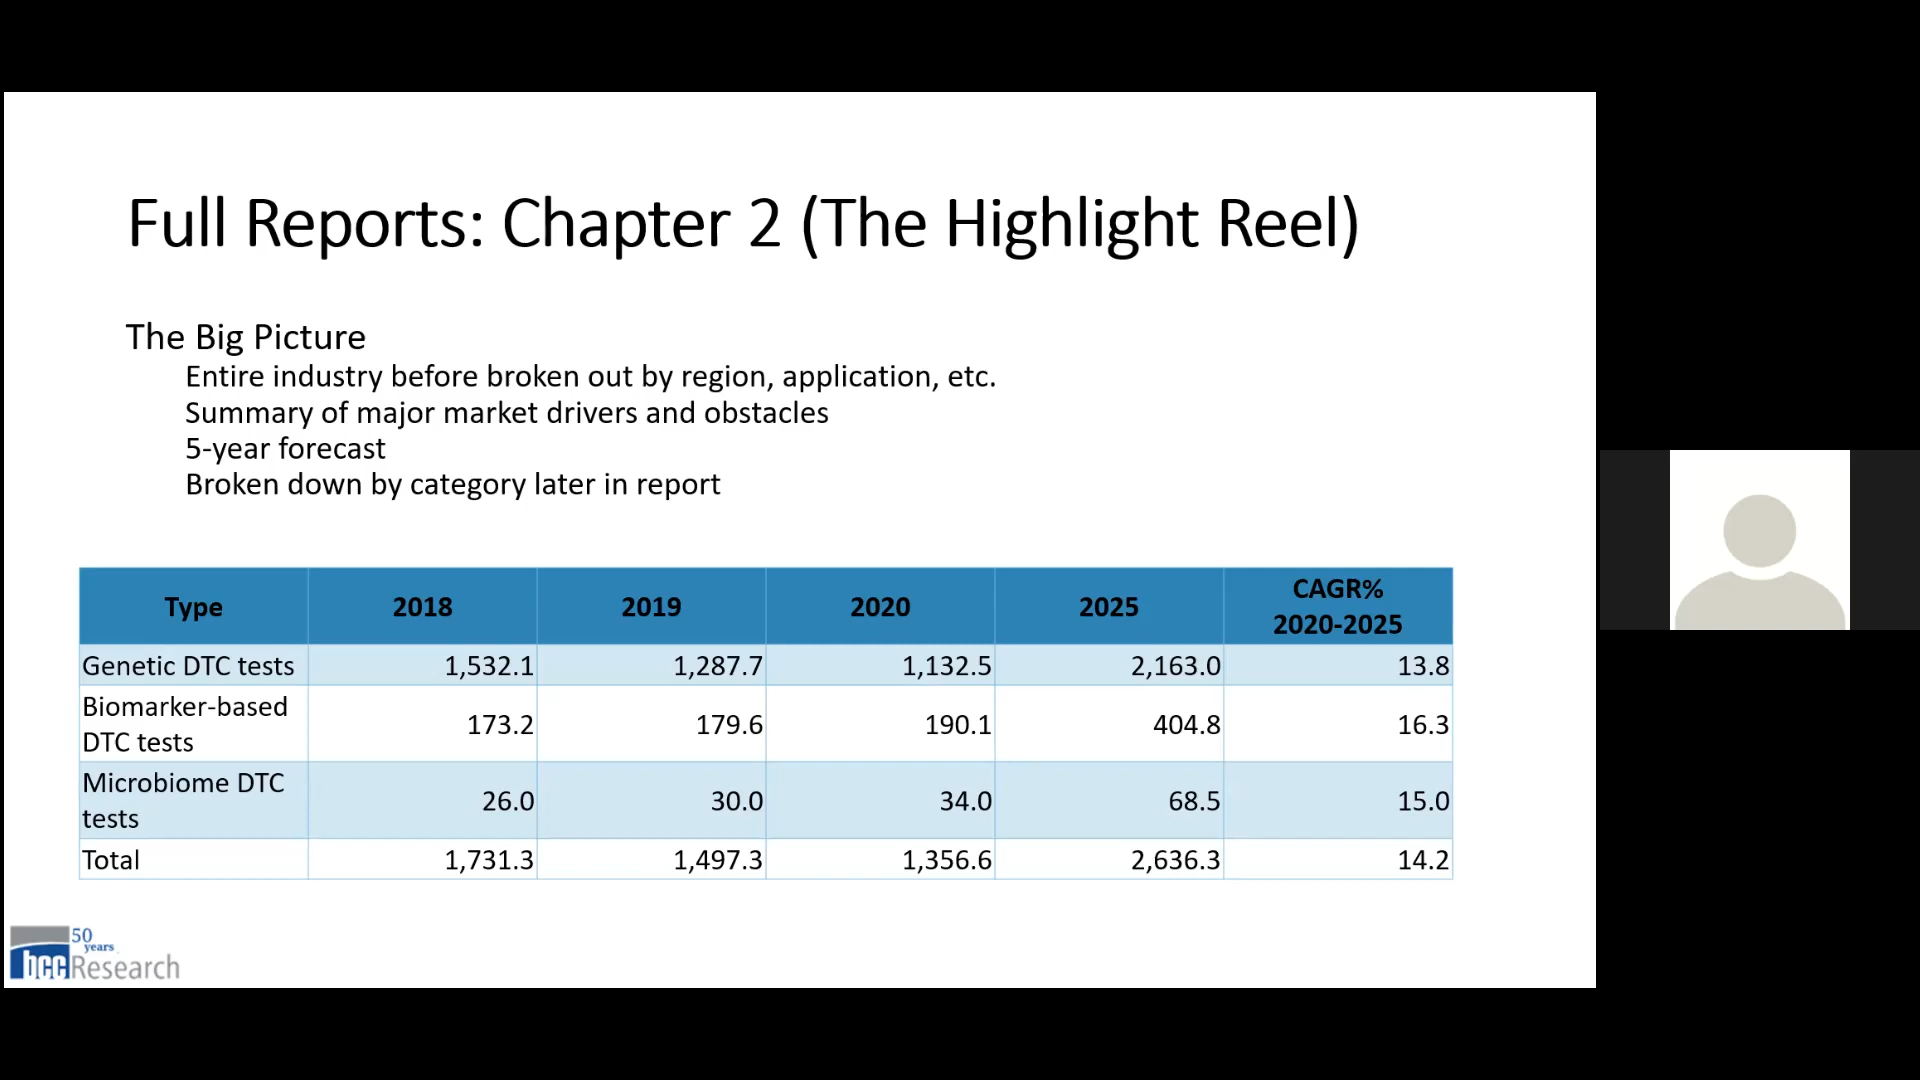 Full Reports: Chapter 2 (The Highlight Reel)
The Big Picture
Entire industry before broken out by region, application, etc.
Summary of major market drivers and obstacles
5-year forecast
Broken down by category later in report
Type 2018 2019 2020 2025 CAGR% 2020-2025
Genetic DTC tests 1,532.1 1,287.7 1,132.5 2,163.0 13.8
Biomarker-based DTC tests 173.2 179.6 190.1 404.8 16.3
Microbiome DTC tests 26.0 30.0 34.0 68.5 15.0
Total 1,731.3 1,497.3 1,356.6 2,636.3 14.2
50 years
bcc Research